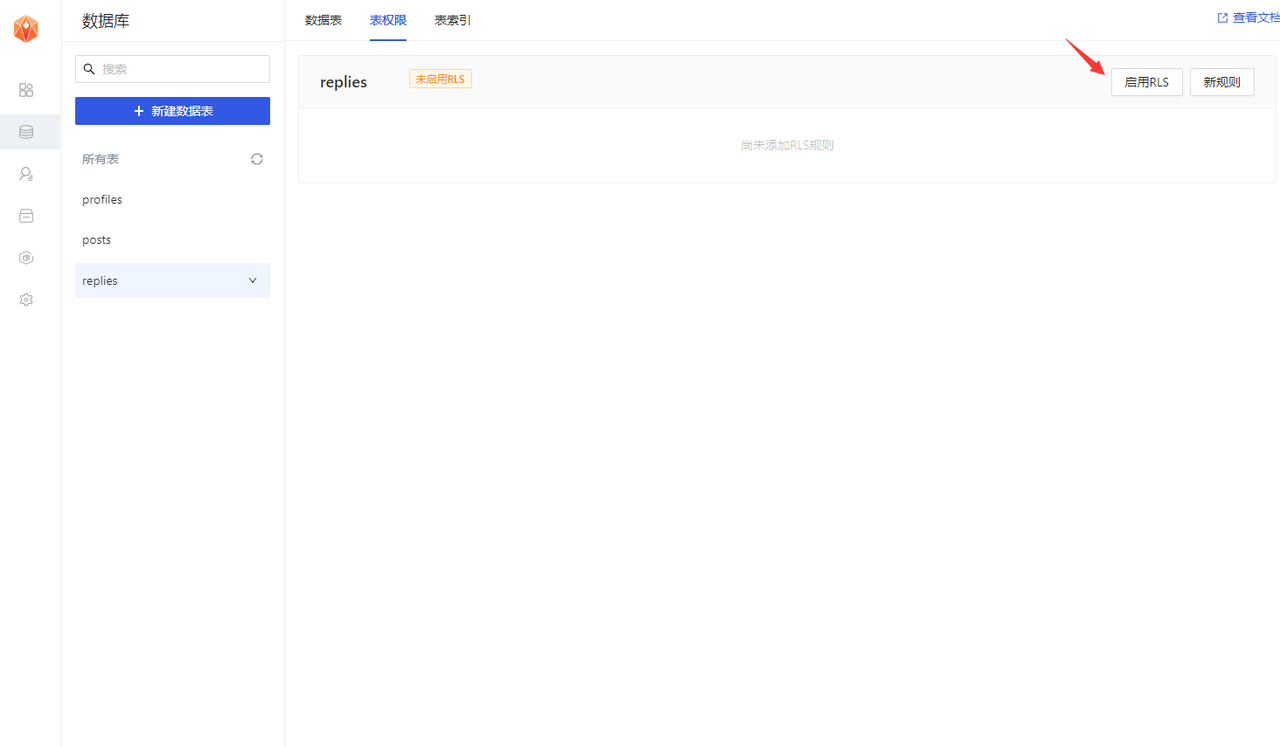 数据库
搜索
新建数据表
所有表
profiles
posts
replies
数据表 表权限 表索引
查看文档
replies 未启用RLS 启用RLS 新规则
尚未添加RLS规则